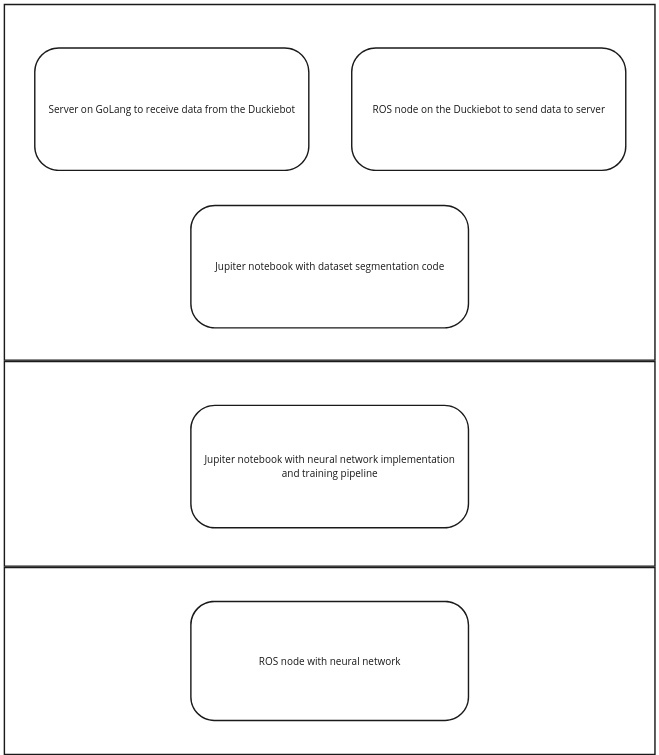 Server on GoLang to receive data from the Duckiebot
ROS node on the Duckiebot to send data to server
Jupiter notebook with dataset segmentation code
Jupiter notebook with neural network implementation
and training pipeline
ROS node with neural network